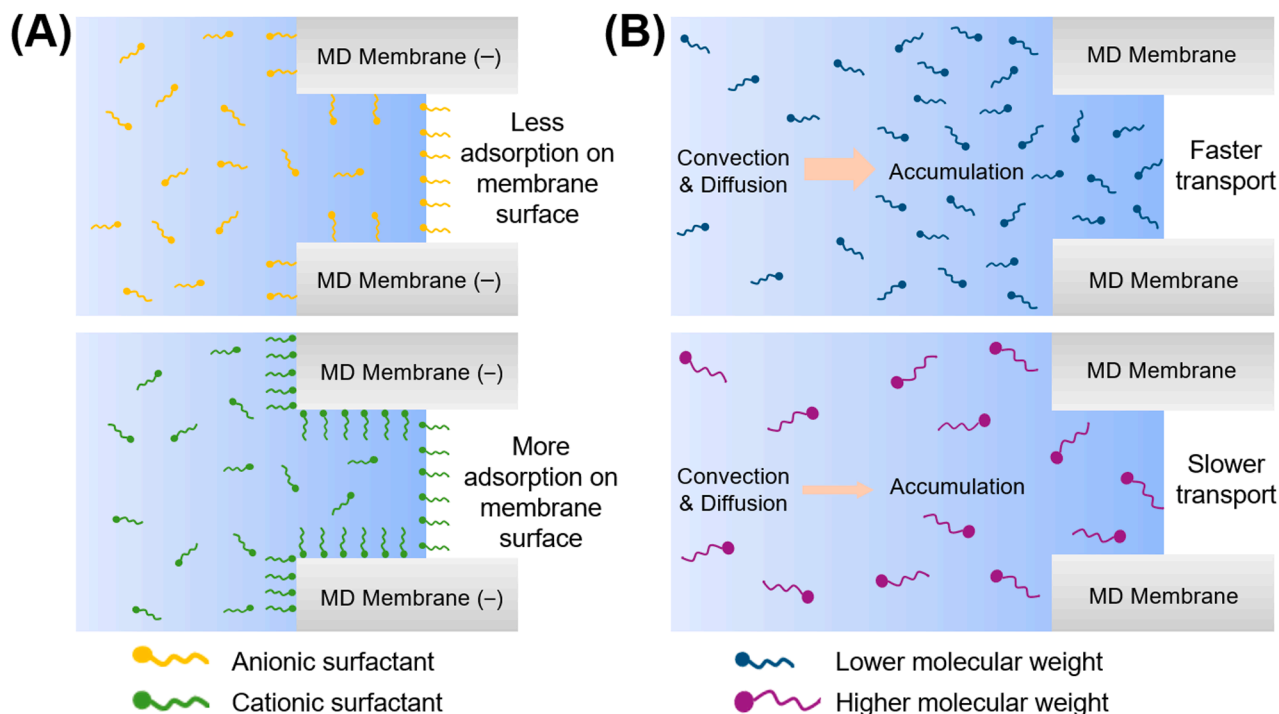 (A)
MD Membrane (–)
Less
adsorption on
membrane
surface
MD Membrane (–)
MD Membrane (–)
More
adsorption on
membrane
surface
MD Membrane (–)
Anionic surfactant
Cationic surfactant
(B)
MD Membrane
Convection
& Diffusion
Accumulation
Faster
transport
MD Membrane
MD Membrane
Convection
& Diffusion
Accumulation
Slower
transport
MD Membrane
Lower molecular weight
Higher molecular weight